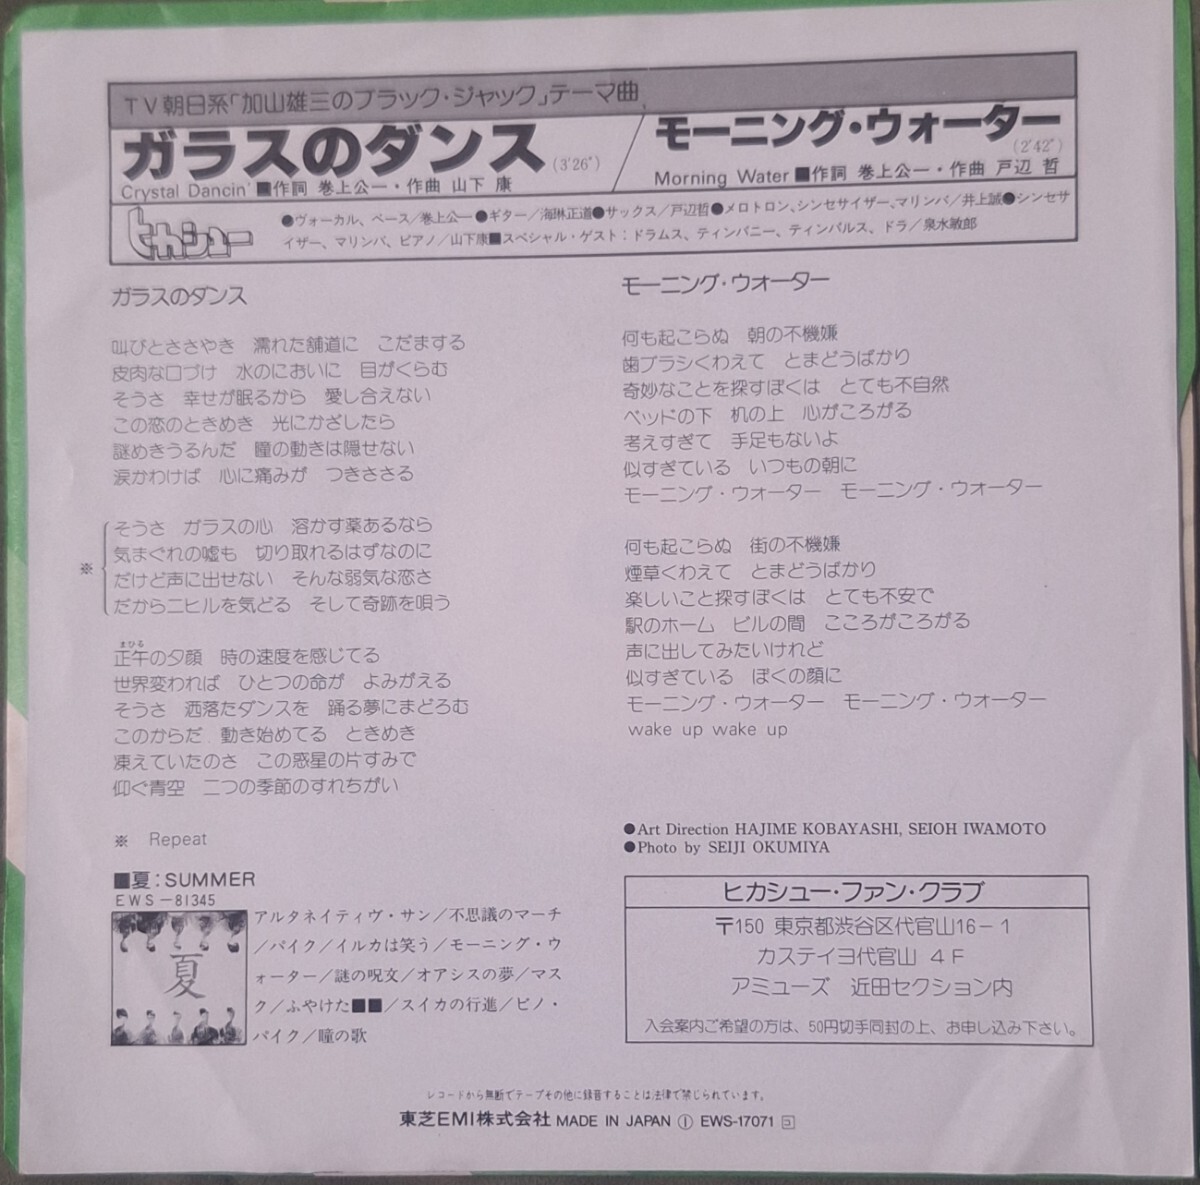 TV朝日系「加山雄三のブラック・ジャック」テーマ曲
ガラスのダンス(3'26")
Crystal Dancin' ■作詞 巻上公一・作曲 山下 康
モーニング・ウォーター
(2'42")
Morning Water ■作詞 巻上公一・作曲 戸辺 哲
ヒカシュー
●ヴォーカル、ベース/巻上公一●ギター/海琳正道●サックス/戸辺哲●メロトロン、シンセサイザー、マリンバ/井上誠●シンセサ
イザー、マリンバ、ピアノ/山下康■スペシャル・ゲスト:ドラムス、ティンパニー、ティンパルス、ドラ/泉水敏郎
ガラスのダンス
叫びとささやき 濡れた舗道に こだまする
皮肉な口づけ 水のにおいに 目がくらむ
そうさ 幸せが眠るから 愛し合えない
この恋のときめき 光にかざしたら
謎めきうるんだ 瞳の動きは隠せない
涙かわけば 心に痛みが つきささる
※
そうさ ガラスの心 溶かす薬あるなら
気まぐれの嘘も 切り取れるはずなのに
だけど声に出せない そんな弱気な恋さ
だからニヒルを気どる そして奇跡を唄う
まひる
正午の夕顔 時の速度を感じてる
世界変われば ひとつの命が よみがえる
そうさ 洒落たダンスを 踊る夢にまどろむ
このからだ 動き始めてる ときめき
凍えていたのさ この惑星の片すみで
仰ぐ青空 二つの季節のすれちがい
※ Repeat
モーニング・ウォーター
何も起こらぬ 朝の不機嫌
歯ブラシくわえて とまどうばかり
奇妙なことを探すぼくは とても不自然
ベッドの下 机の上 心がころがる
考えすぎて 手足もないよ
似すぎている いつもの朝に
モーニング・ウォーター モーニング・ウォーター
何も起こらぬ 街の不機嫌
煙草くわえて とまどうばかり
楽しいこと探すぼくは とても不安で
駅のホーム ビルの間 こころがころがる
声に出してみたいけれど
似すぎている ぼくの顔に
モーニング・ウォーター モーニング・ウォーター
wake up wake up
●Art Direction HAJIME KOBAYASHI, SEIOH IWAMOTO
●Photo by SEIJI OKUMIYA
■夏:SUMMER
EWS-81345
夏
アルタネイティヴ・サン/不思議のマーチ
/バイク/イルカは笑う/モーニング・ウ
ォーター/謎の呪文/オアシスの夢/マス
ク/ふやけた■■/スイカの行進/ピノ・
バイク/瞳の歌
ヒカシュー・ファン・クラブ
〒150 東京都渋谷区代官山16-1
カステイヨ代官山 4F
アミューズ 近田セクション内
入会案内ご希望の方は、50円切手同封の上、お申し込み下さい。
レコードから無断でテープその他に録音することは法律で禁じられています。
東芝EMI株式会社 MADE IN JAPAN Ⓘ EWS-17071 コ